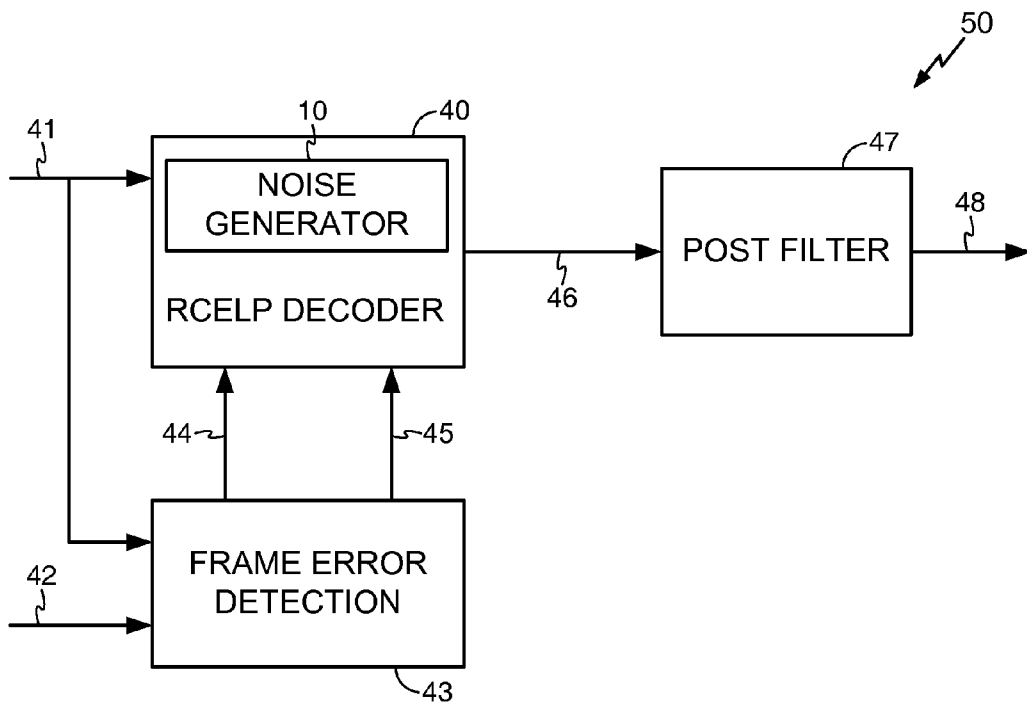 50
41
10
40
NOISE
GENERATOR
RCELP DECODER
46
47
POST FILTER
48
44
45
42
FRAME ERROR
DETECTION
43